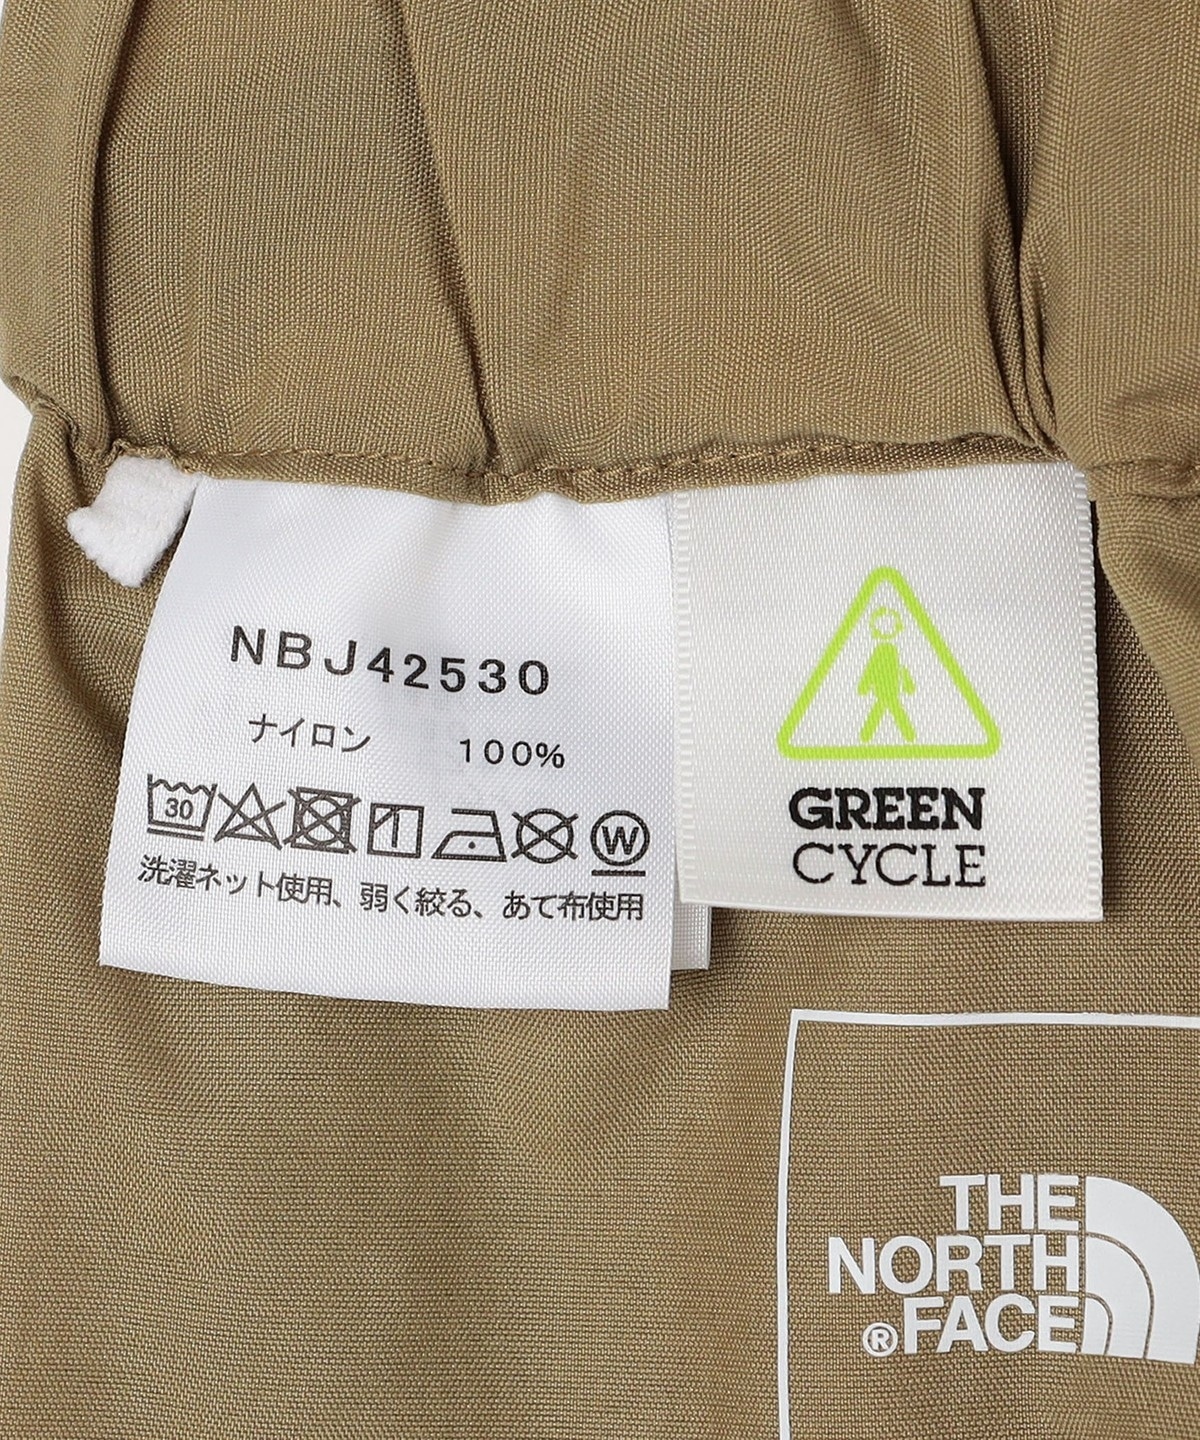 NBJ42530
ナイロン 100%
30
W
洗濯ネット使用、弱く絞る、あて布使用
GREEN
CYCLE
THE
NORTH
FACE
®